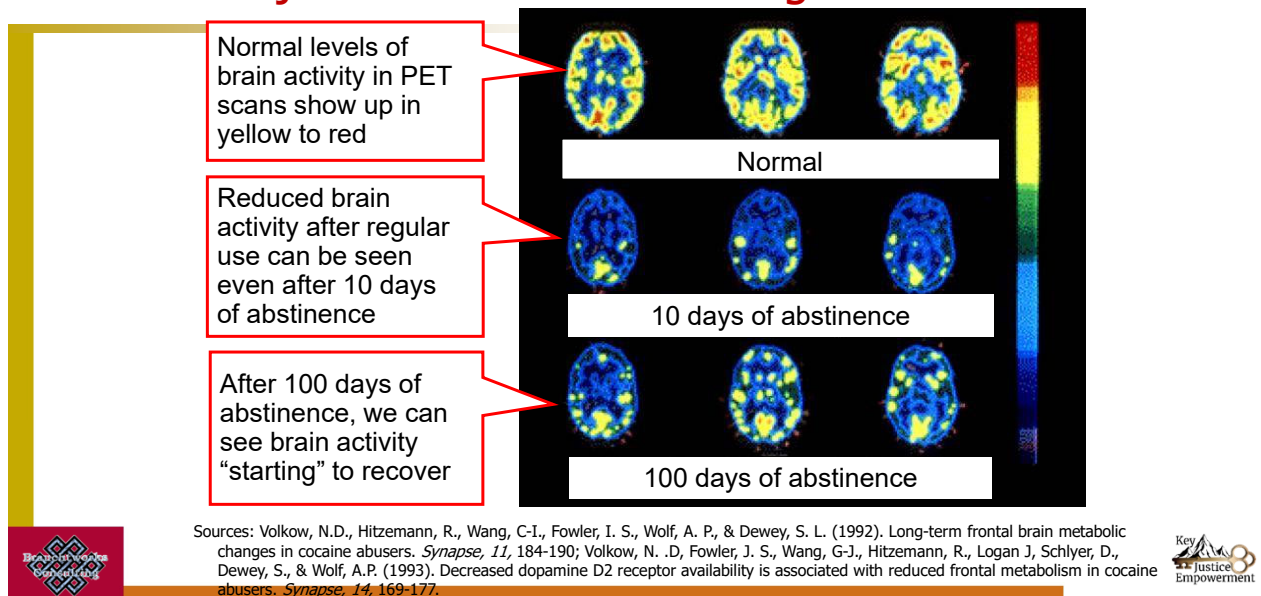 Normal levels of
brain activity in PET
scans show up in
yellow to red
Normal
Reduced brain
activity after regular
use can be seen
even after 10 days
of abstinence
10 days of abstinence
After 100 days of
abstinence, we can
see brain activity
“starting” to recover
100 days of abstinence
Sources: Volkow, N.D., Hitzemann, R., Wang, C-I., Fowler, I. S., Wolf, A. P., & Dewey, S. L. (1992). Long-term frontal brain metabolic
changes in cocaine abusers. Synapse, 11, 184-190; Volkow, N. .D, Fowler, J. S., Wang, G-J., Hitzemann, R., Logan J, Schlyer, D.,
Dewey, S., & Wolf, A.P. (1993). Decreased dopamine D2 receptor availability is associated with reduced frontal metabolism in cocaine
abusers. Synapse, 14, 169-177.
Consulting
Key
Justice
Empowerment